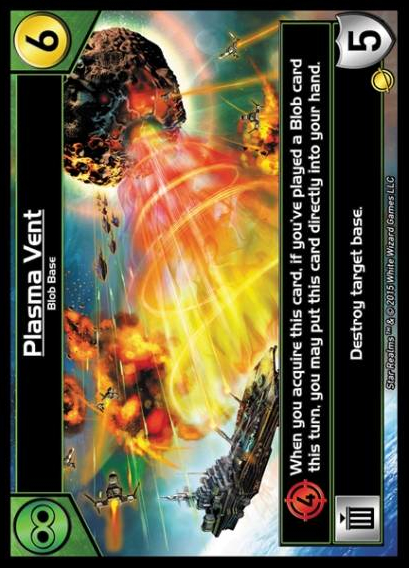 Plasma Vent
Blob Base
6
4
When you acquire this card, if you've played a Blob card
this turn, you may put this card directly into your hand.
Destroy target base.
5
Star Realms™ & © 2015 White Wizard Games LLC